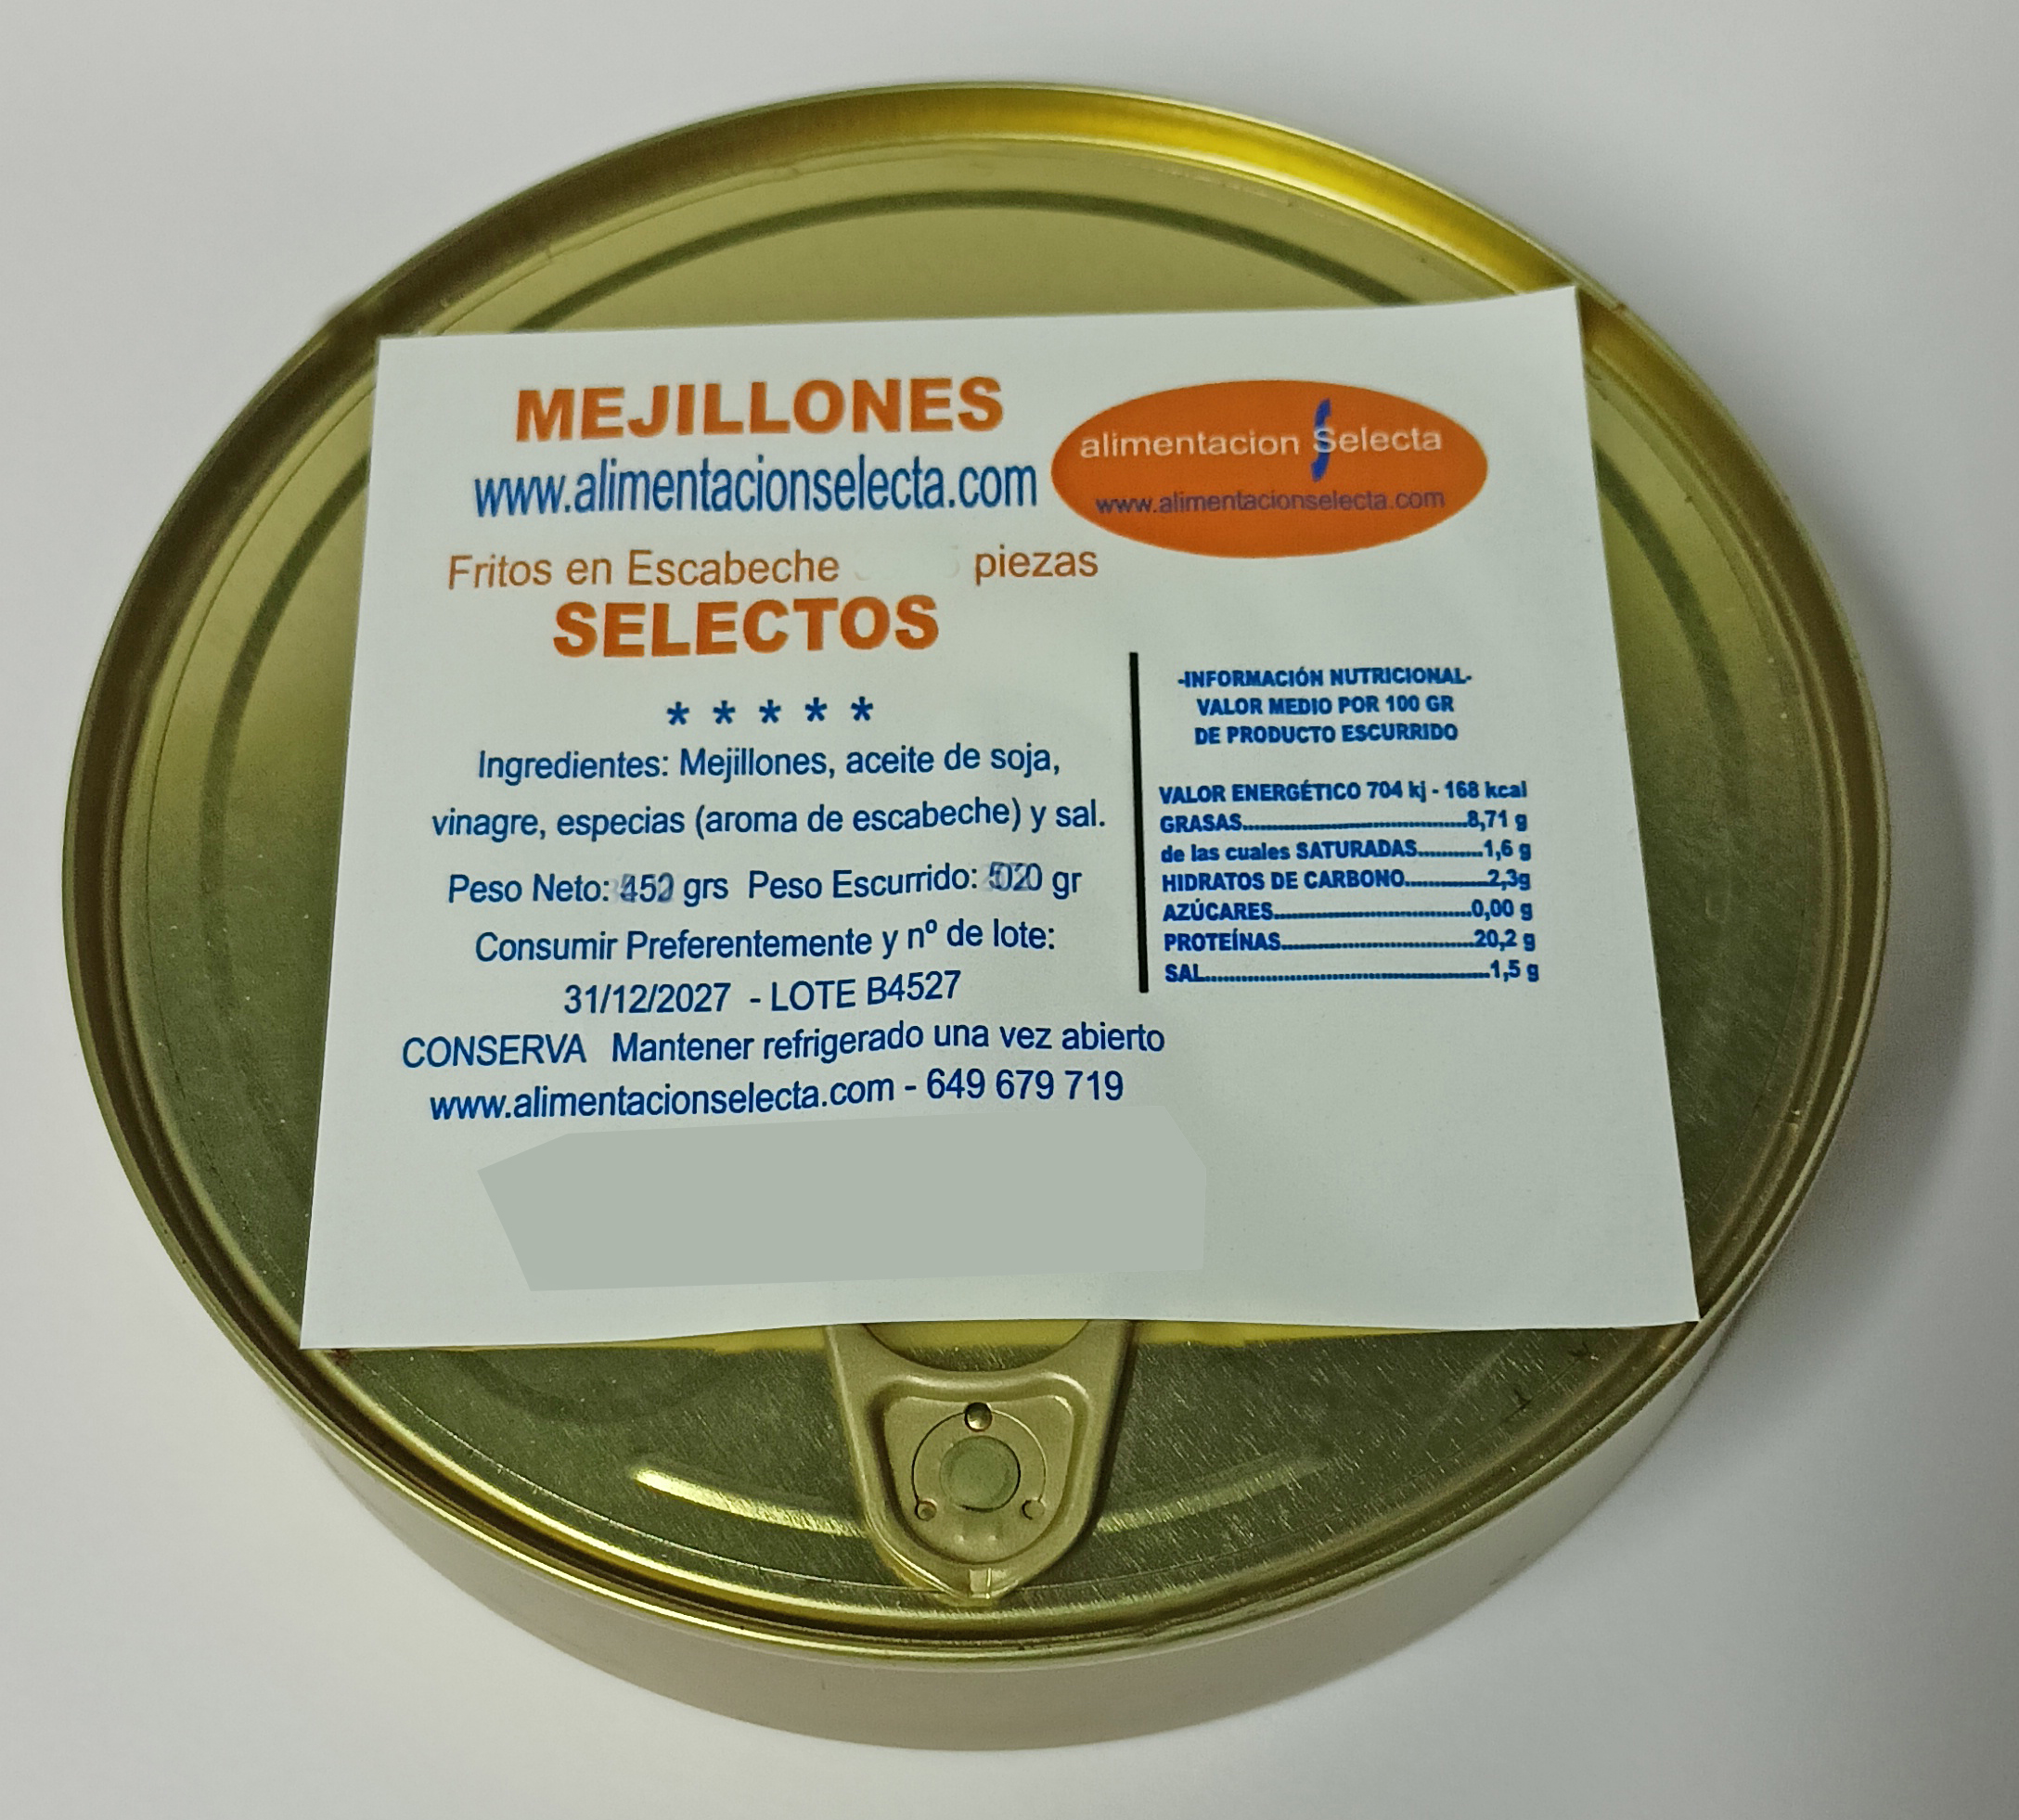 MEJILLONES
www.alimentacionselecta.com
alimentacion Selecta
www.alimentacionselecta.com
Fritos en Escabeche piezas
SELECTOS
* * * * *
Ingredientes: Mejillones, aceite de soja,
vinagre, especias (aroma de escabeche) y sal.
Peso Neto: 450 grs Peso Escurrido: gr
Consumir Preferentemente y nº de lote:
31/12/2027 - LOTE B4527
CONSERVA Mantener refrigerado una vez abierto
www.alimentacionselecta.com - 649 679 719
-INFORMACIÓN NUTRICIONAL-
VALOR MEDIO POR 100 GR
DE PRODUCTO ESCURRIDO
VALOR ENERGÉTICO 704 kj - 168 kcal
GRASAS.......................................8,71 g
de las cuales SATURADAS...........1,6 g
HIDRATOS DE CARBONO..............2,3g
AZÚCARES..................................0,00 g
PROTEÍNAS.................................20,2 g
SAL................................................1,5 g